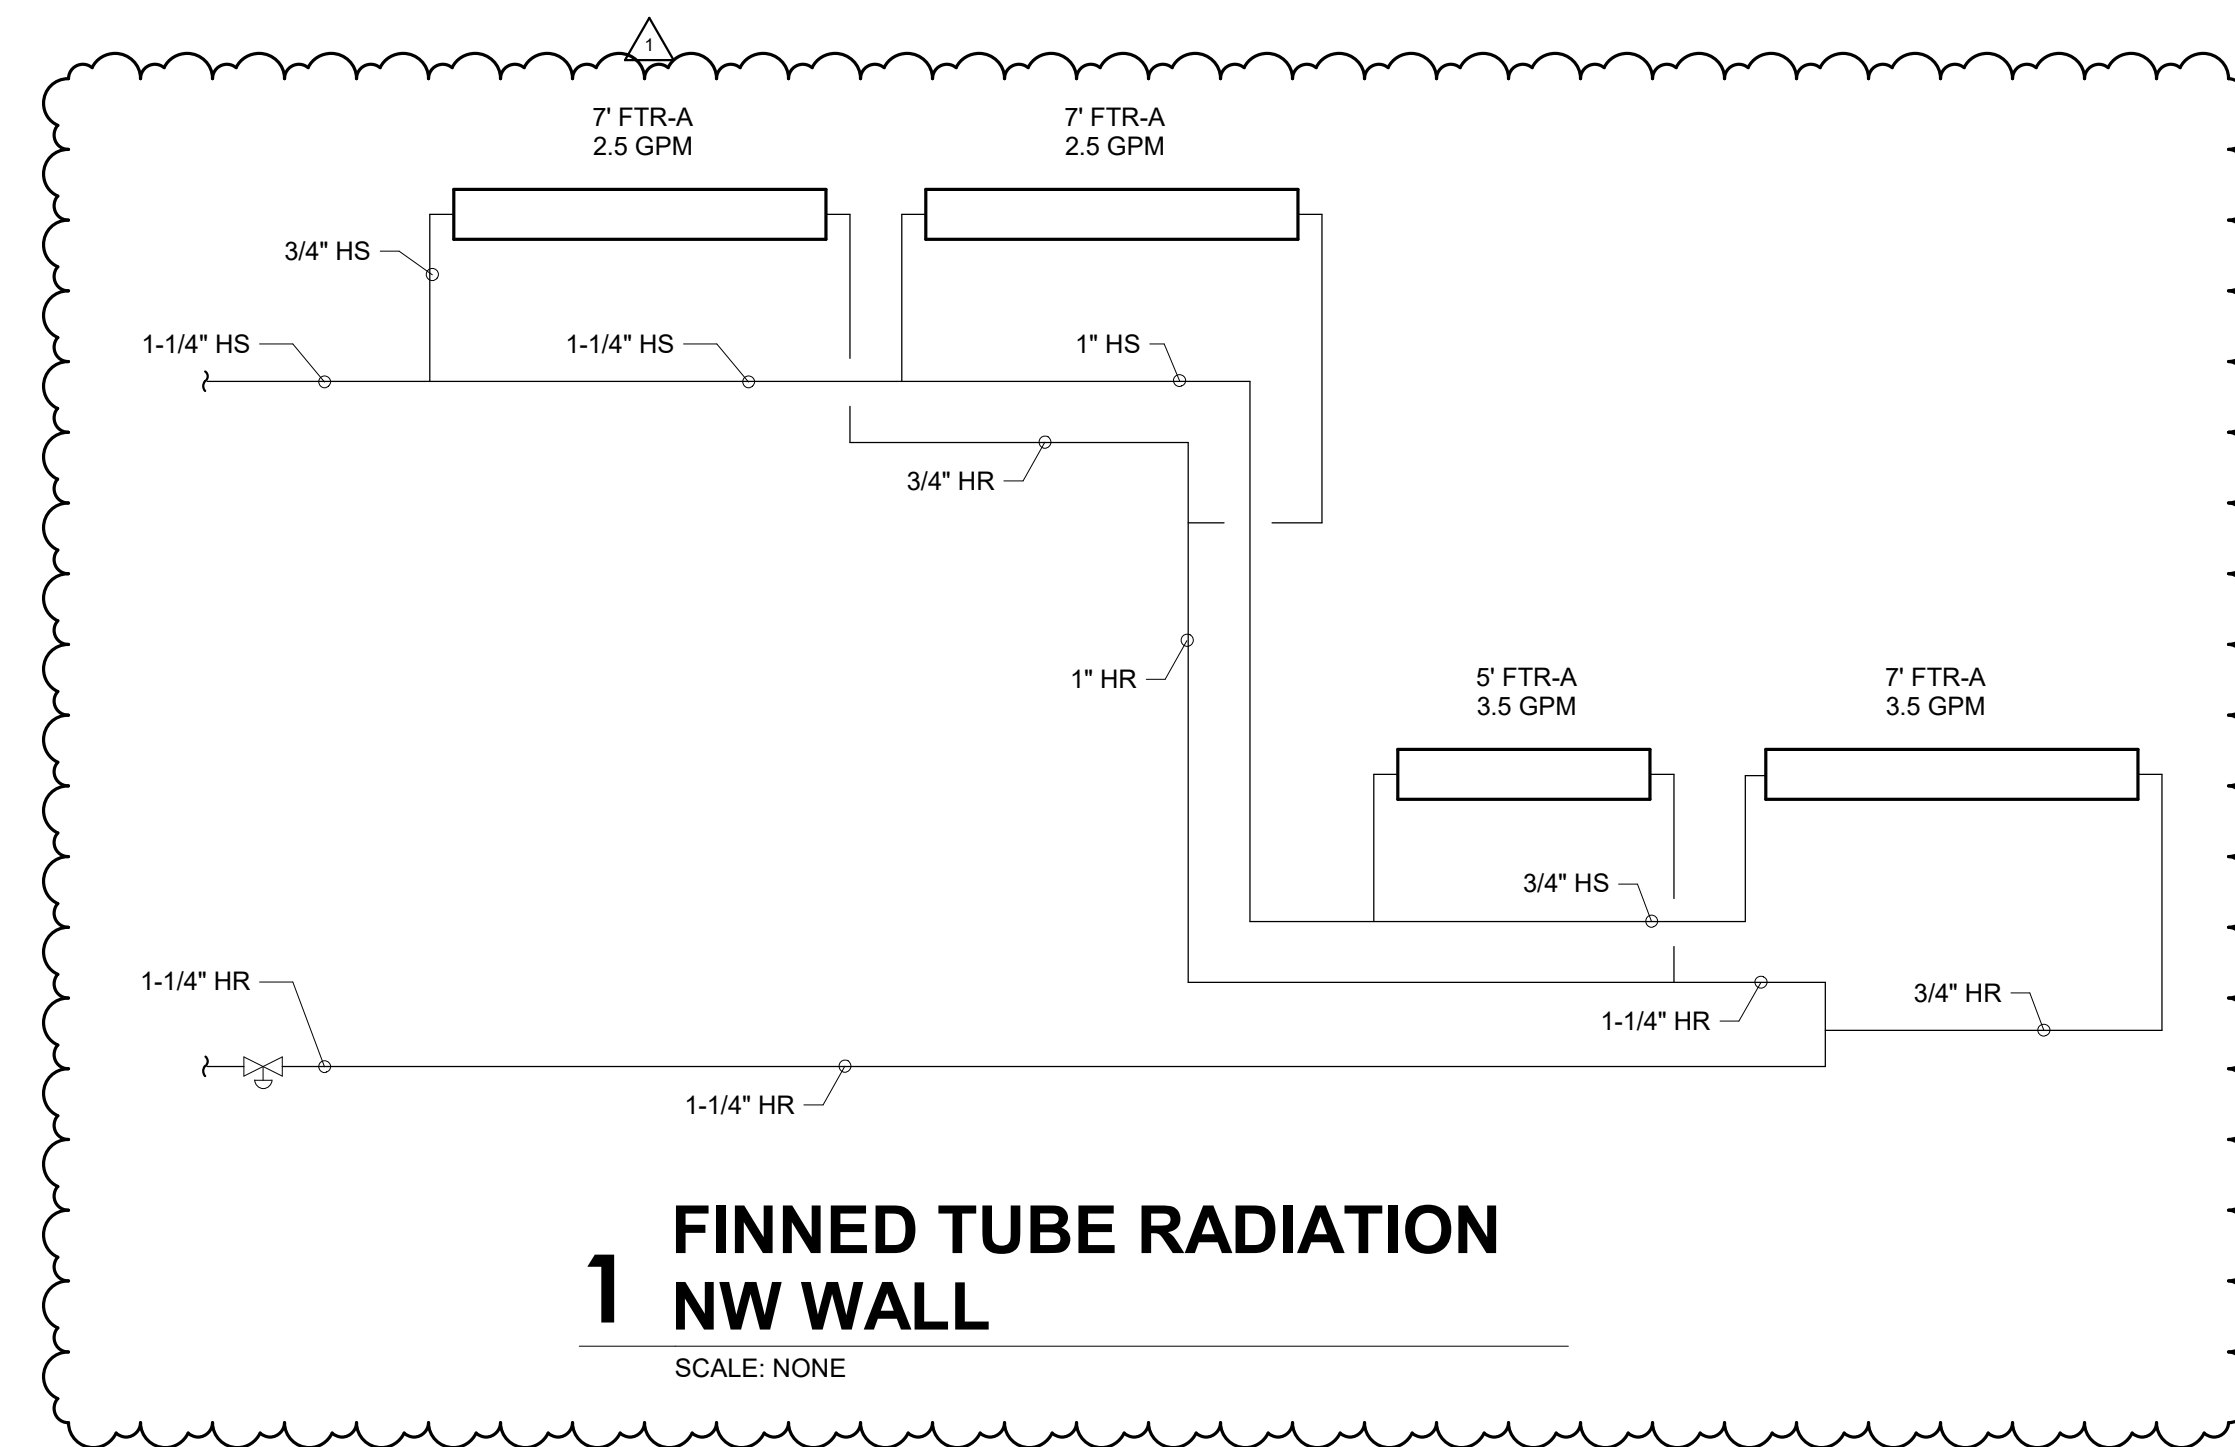 1
7' FTR-A
2.5 GPM
7' FTR-A
2.5 GPM
3/4" HS
1-1/4" HS
1-1/4" HS
1" HS
3/4" HR
1" HR
5' FTR-A
3.5 GPM
7' FTR-A
3.5 GPM
3/4" HS
1-1/4" HR
1-1/4" HR
3/4" HR
1-1/4" HR
1
FINNED TUBE RADIATION
NW WALL
SCALE: NONE